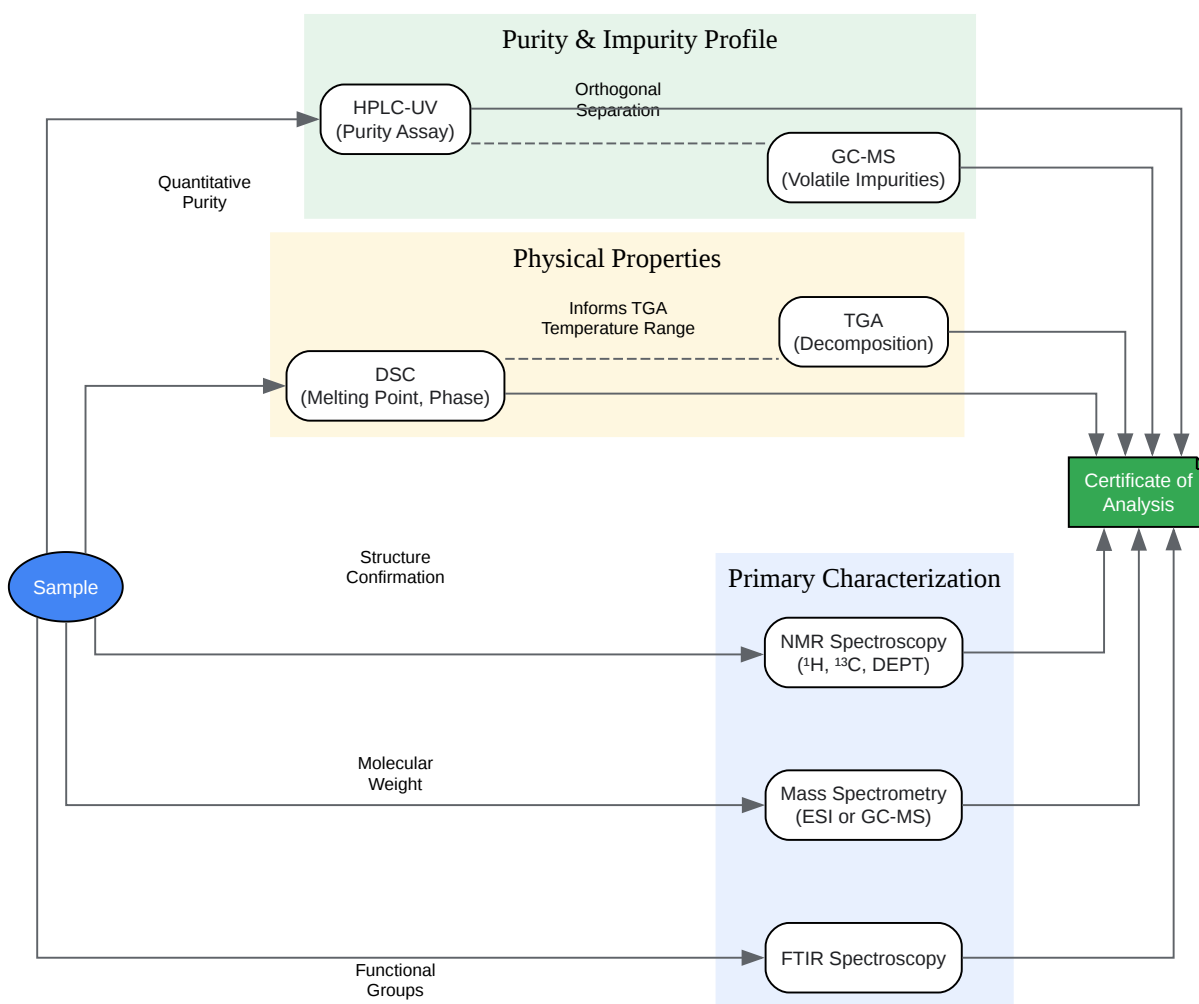 Purity & Impurity Profile
HPLC-UV
(Purity Assay)
Orthogonal
Separation
GC-MS
(Volatile Impurities)
Quantitative
Purity
Physical Properties
Informs TGA
Temperature Range
TGA
(Decomposition)
DSC
(Melting Point, Phase)
Certificate of
Analysis
Sample
Structure
Confirmation
Primary Characterization
NMR Spectroscopy
(¹H, ¹³C, DEPT)
Molecular
Weight
Mass Spectrometry
(ESI or GC-MS)
FTIR Spectroscopy
Functional
Groups